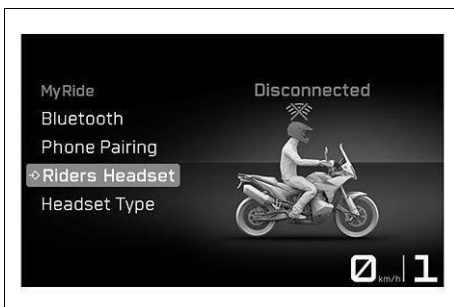 MyRide
Disconnected
Bluetooth
Phone Pairing
Riders Headset
Headset Type
0 km/h 1